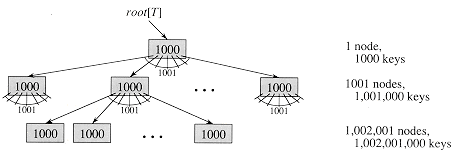 root[T]
1000
1001
1 node,
1000 keys
1000 1000 ... 1000
1001 1001 1001
1001 nodes,
1,001,000 keys
1000 1000 ... 1000
1,002,001 nodes,
1,002,001,000 keys